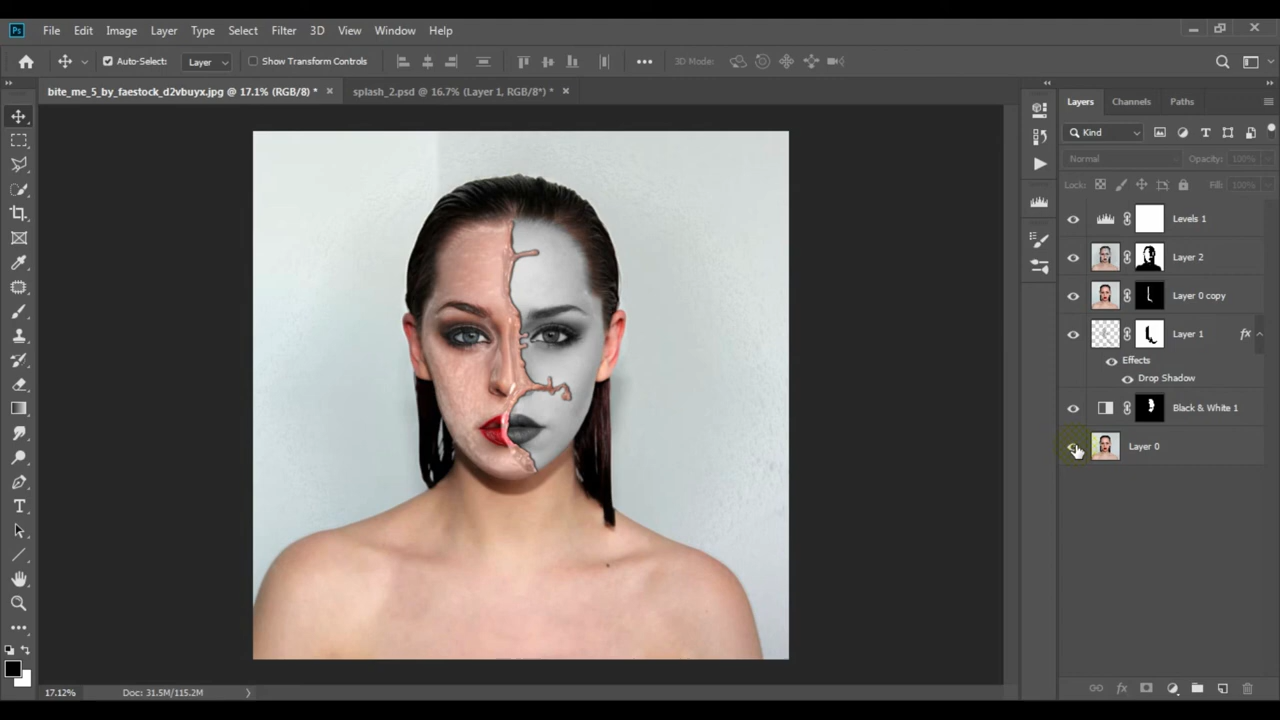 Ps File Edit Image Layer Type Select Filter 3D View Window Help
Auto-Select: Layer Show Transform Controls 3D Mode:
bite_me_5_by_faestock_d2vbuyx.jpg @ 17.1% (RGB/8) * splash_2.psd @ 16.7% (Layer 1, RGB/8*) *
Layers Channels Paths
Kind
Normal Opacity: 100%
Lock: Fill: 100%
Levels 1
Layer 2
Layer 0 copy
Layer 1 fx
Effects
Drop Shadow
Black & White 1
Layer 0
17.12% Doc: 31.5M/115.2M fx